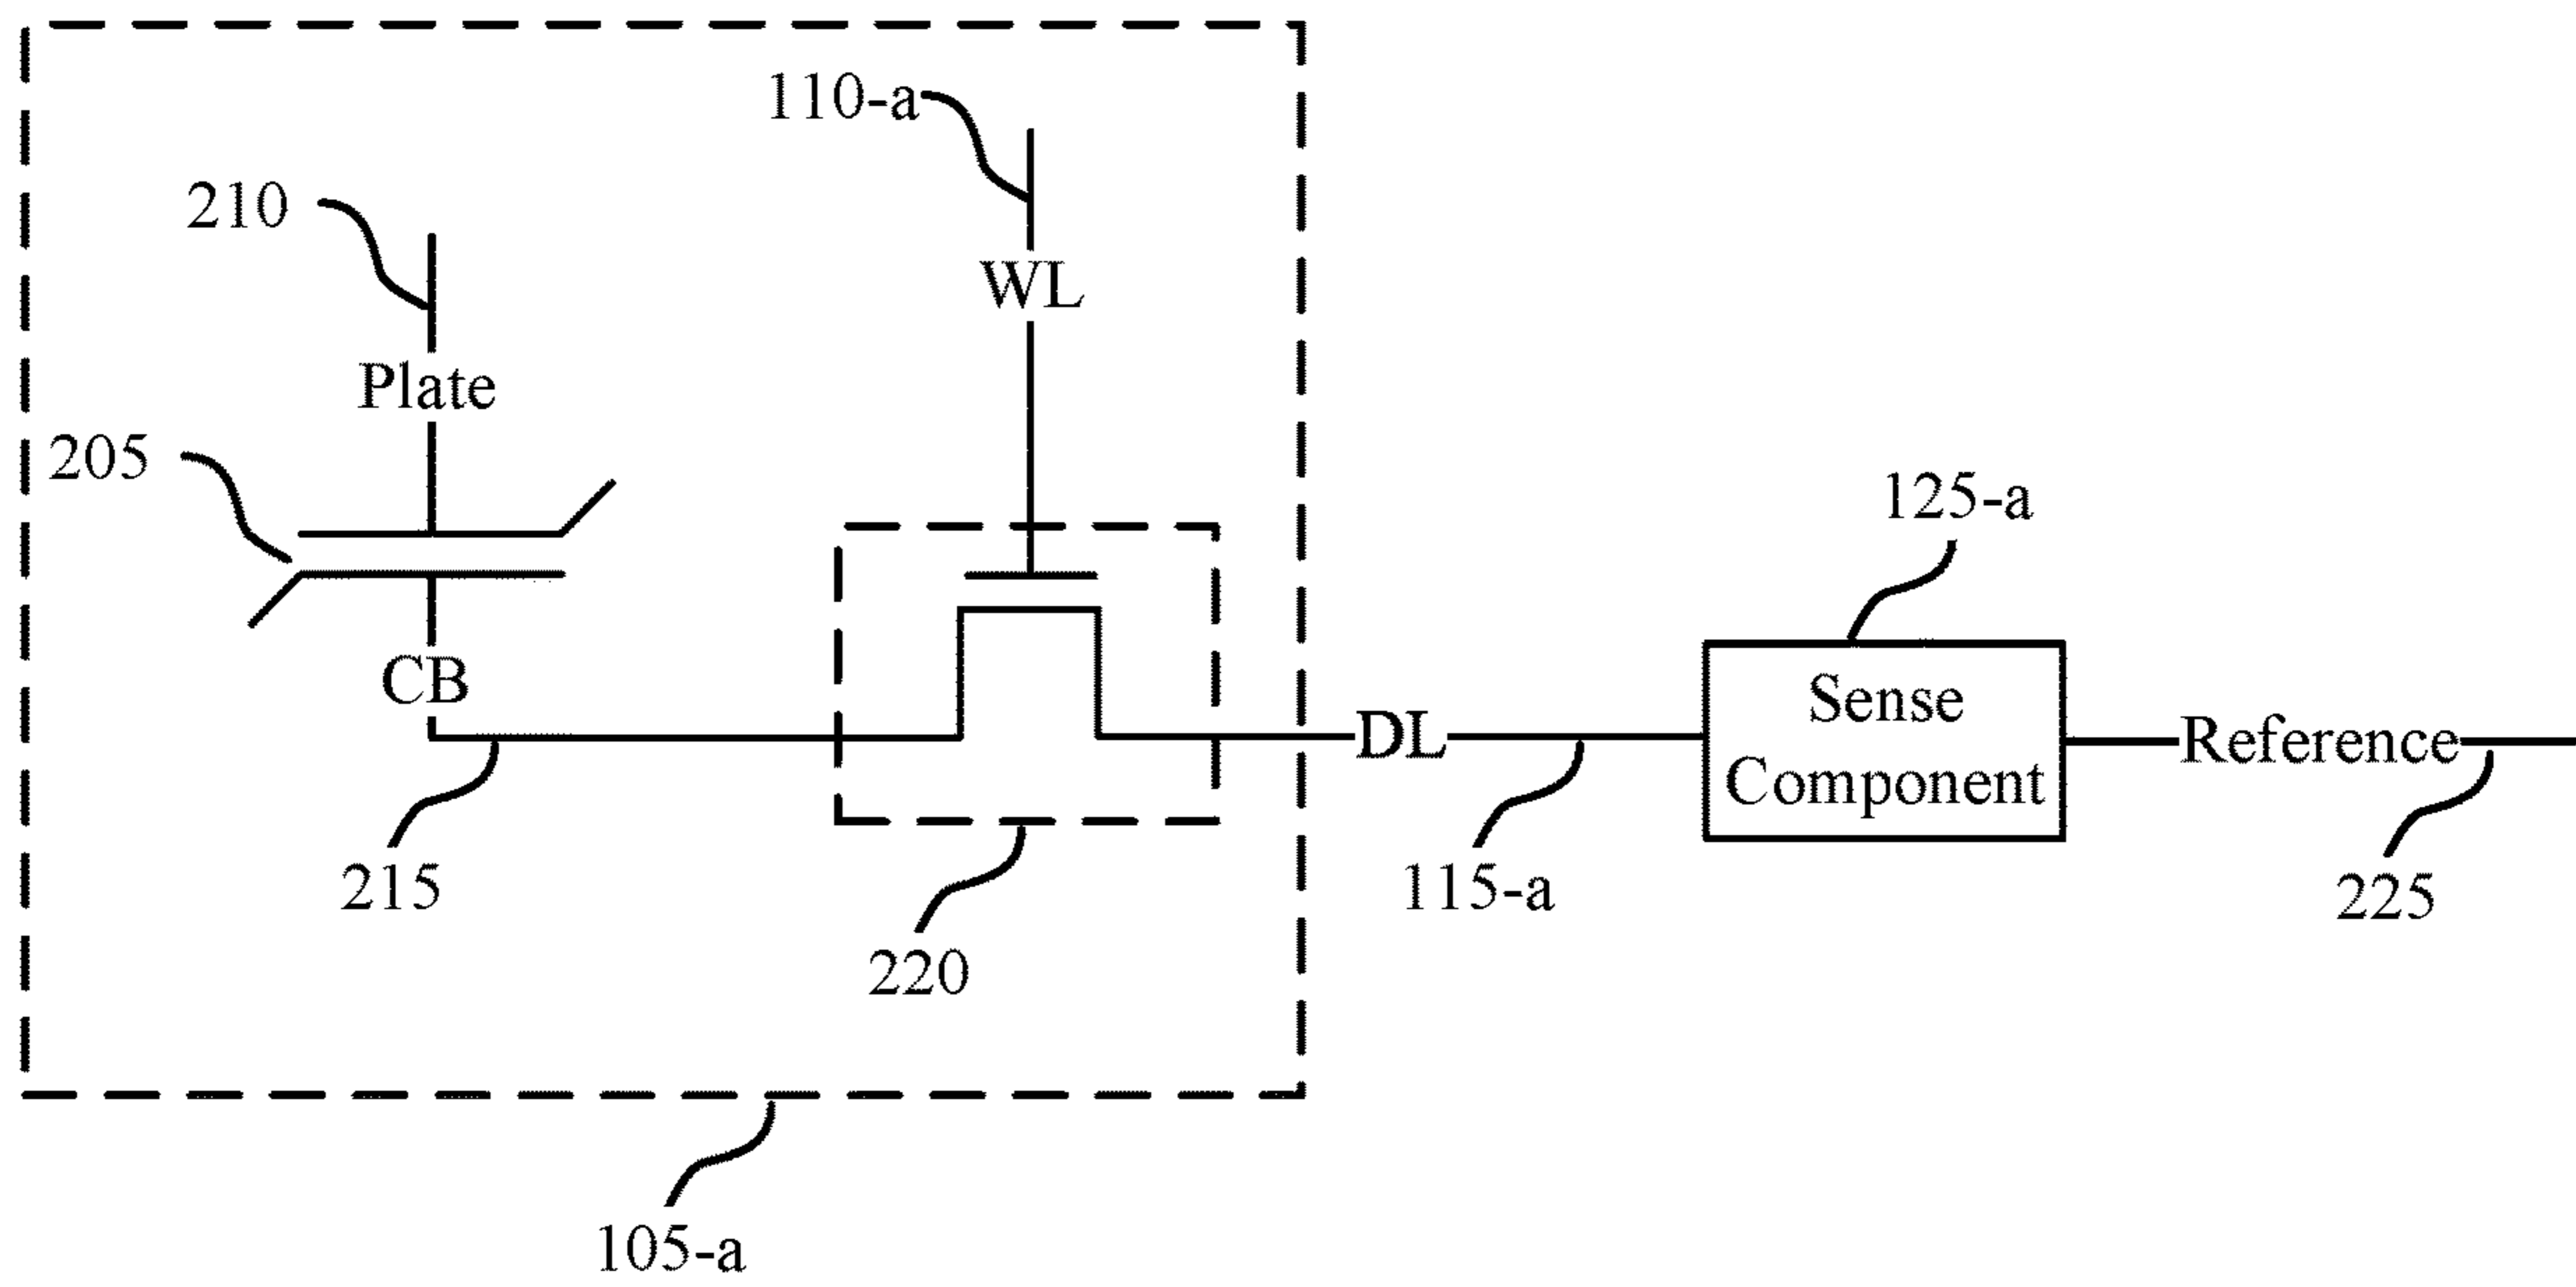 110-a
210
WL
Plate
205
125-a
CB
Sense
Component
DL
Reference
215
115-a
225
220
105-a